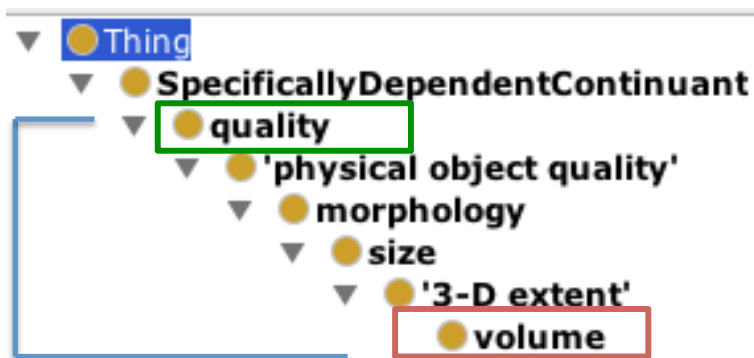 Thing
SpecificallyDependentContinuant
quality
'physical object quality'
morphology
size
'3-D extent'
volume